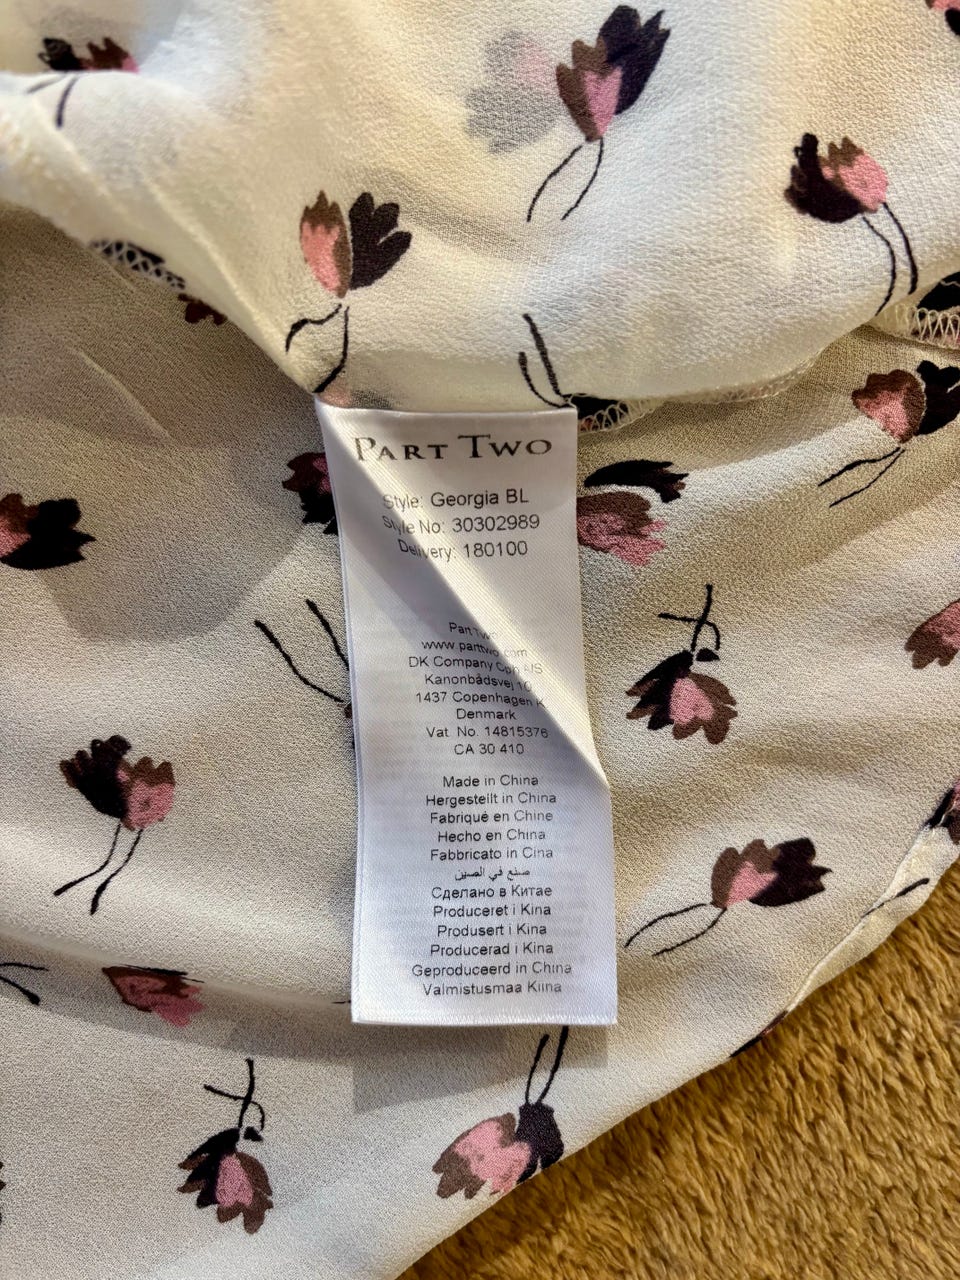 PART TWO
Style: Georgia BL
Style No: 30302989
Delivery: 180100
Part Two
www.parttwo.com
DK Company Cph A/S
Kanonbådsvej 10
1437 Copenhagen K
Denmark
Vat. No. 14815376
CA 30 410
Made in China
Hergestellt in China
Fabriqué en Chine
Hecho en China
Fabbricato in Cina
صنع في الصين
Сделано в Китае
Produceret i Kina
Produsert i Kina
Producerad i Kina
Geproduceerd in China
Valmistusmaa Kiina